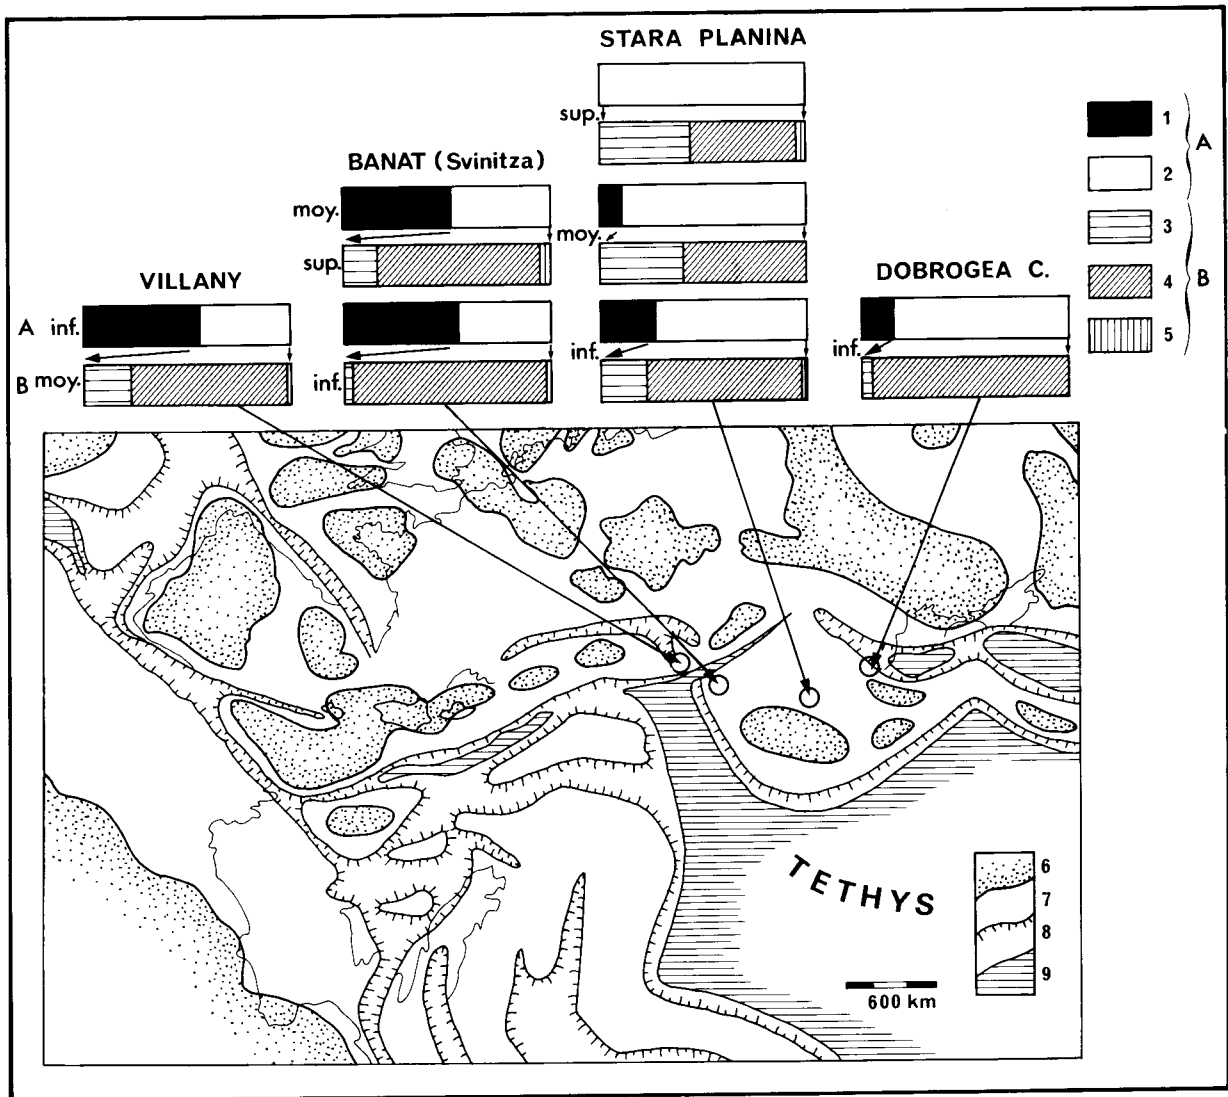 STARA PLANINA
sup.
BANAT (Svinitza)
moy.
sup.
moy.
VILLANY
DOBROGEA C.
A inf.
B moy.
inf.
inf.
inf.
1
2
3
4
5
A
B
TETHYS
600 km
6
7
8
9